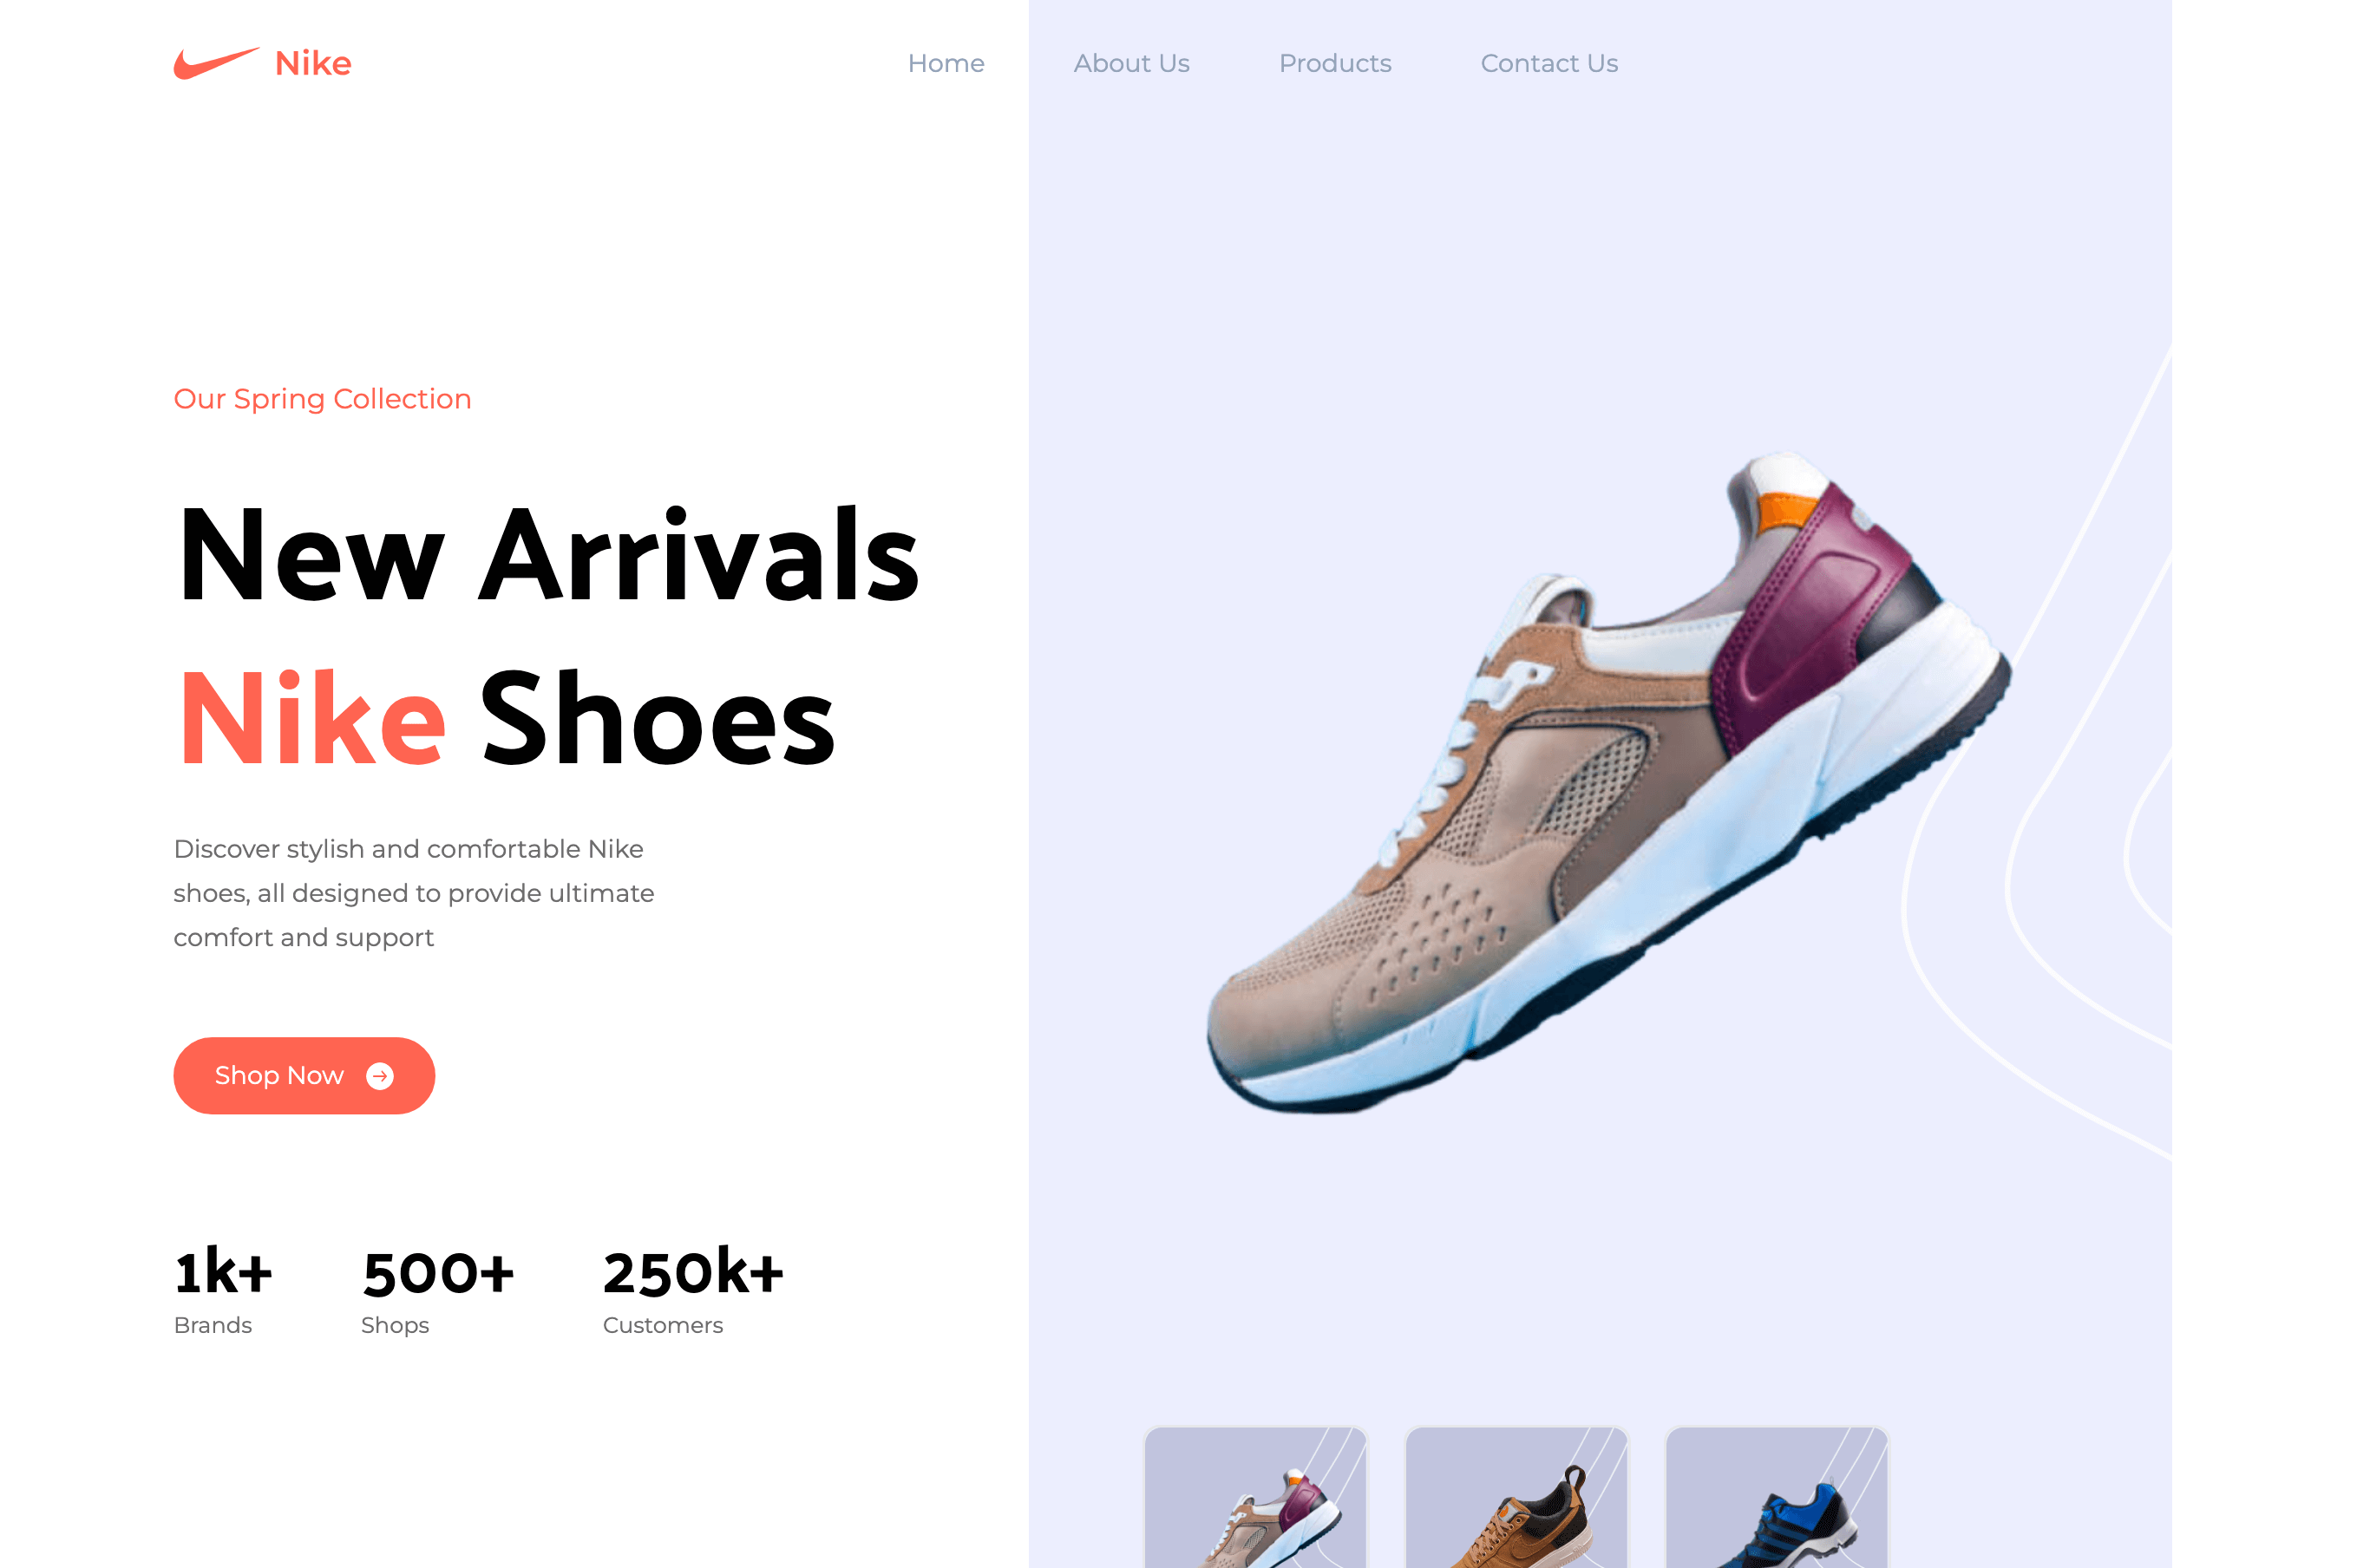 Nike
Home
About Us
Products
Contact Us
Our Spring Collection
New Arrivals
Nike Shoes
Discover stylish and comfortable Nike
shoes, all designed to provide ultimate
comfort and support
Shop Now
1k+
Brands
500+
Shops
250k+
Customers